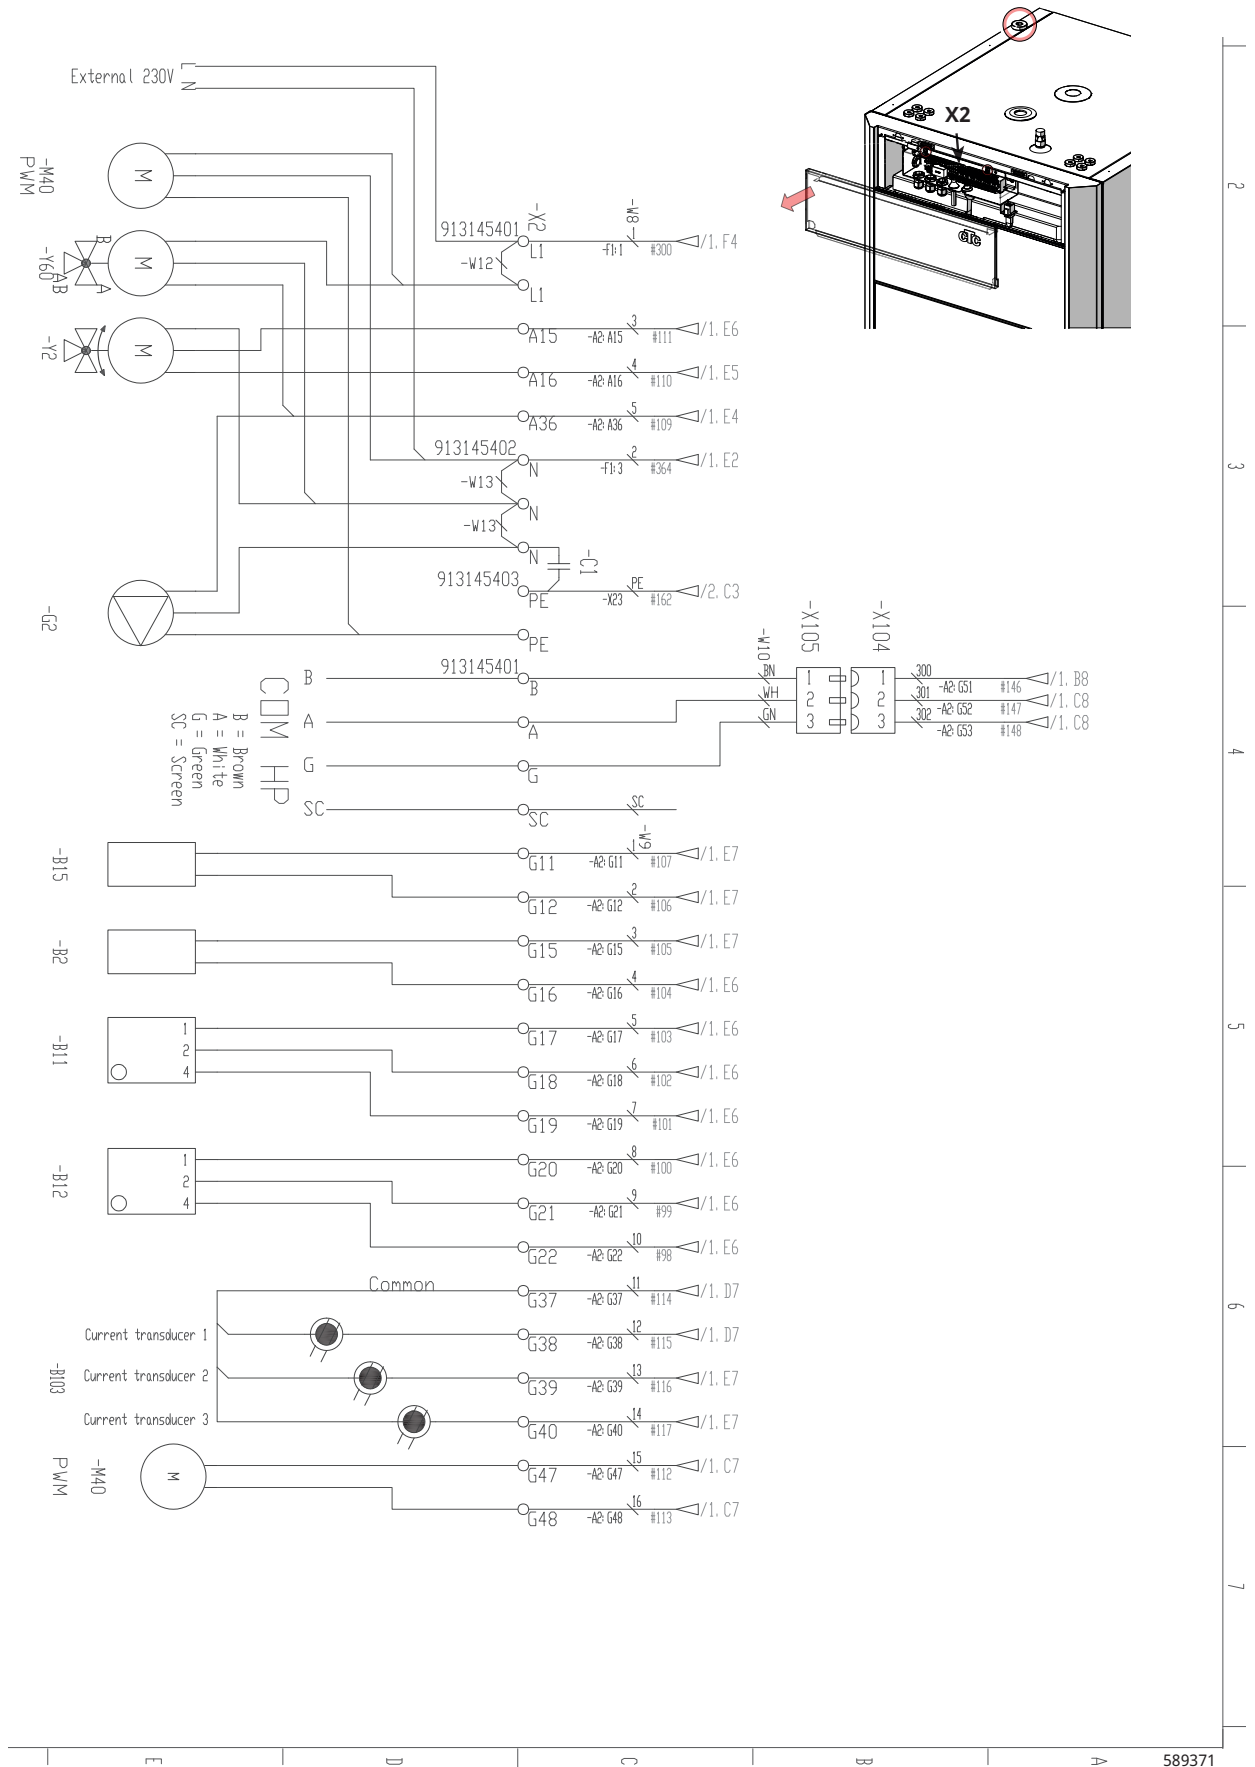 External 230V
L
N
X2
CTC
-M40
PWM
M
-Y60
B
A
AB
M
-Y2
M
-G2
-X2
-W8
913145401
L1
-F1:1
1
#300
/1. F4
-W12
L1
A15
-A2: A15
3
#111
/1. E6
A16
-A2: A16
4
#110
/1. E5
A36
-A2: A36
5
#109
/1. E4
913145402
N
-F1:3
2
#364
/1. E2
-W13
N
-W13
N
-C1
913145403
PE
-X23
PE
#162
/2. C3
PE
COM HP
B = Brown
A = White
G = Green
SC = Screen
913145401
B
B
A
A
G
G
SC
SC
SC
-W10
BN
WH
GN
-X105
1
2
3
-X104
1
2
3
300
-A2: G51
#146
/1. B8
301
-A2: G52
#147
/1. C8
302
-A2: G53
#148
/1. C8
-W9
-B15
G11
-A2: G11
1
#107
/1. E7
G12
-A2: G12
2
#106
/1. E7
-B2
G15
-A2: G15
3
#105
/1. E7
G16
-A2: G16
4
#104
/1. E6
-B11
1
2
4
G17
-A2: G17
5
#103
/1. E6
G18
-A2: G18
6
#102
/1. E6
G19
-A2: G19
7
#101
/1. E6
-B12
1
2
4
G20
-A2: G20
8
#100
/1. E6
G21
-A2: G21
9
#99
/1. E6
G22
-A2: G22
10
#98
/1. E6
Common
G37
-A2: G37
11
#114
/1. D7
-B103
Current transducer 1
G38
-A2: G38
12
#115
/1. D7
Current transducer 2
G39
-A2: G39
13
#116
/1. E7
Current transducer 3
G40
-A2: G40
14
#117
/1. E7
-M40
PWM
M
G47
-A2: G47
15
#112
/1. C7
G48
-A2: G48
16
#113
/1. C7
2
3
4
5
6
7
E
D
C
B
A
589371